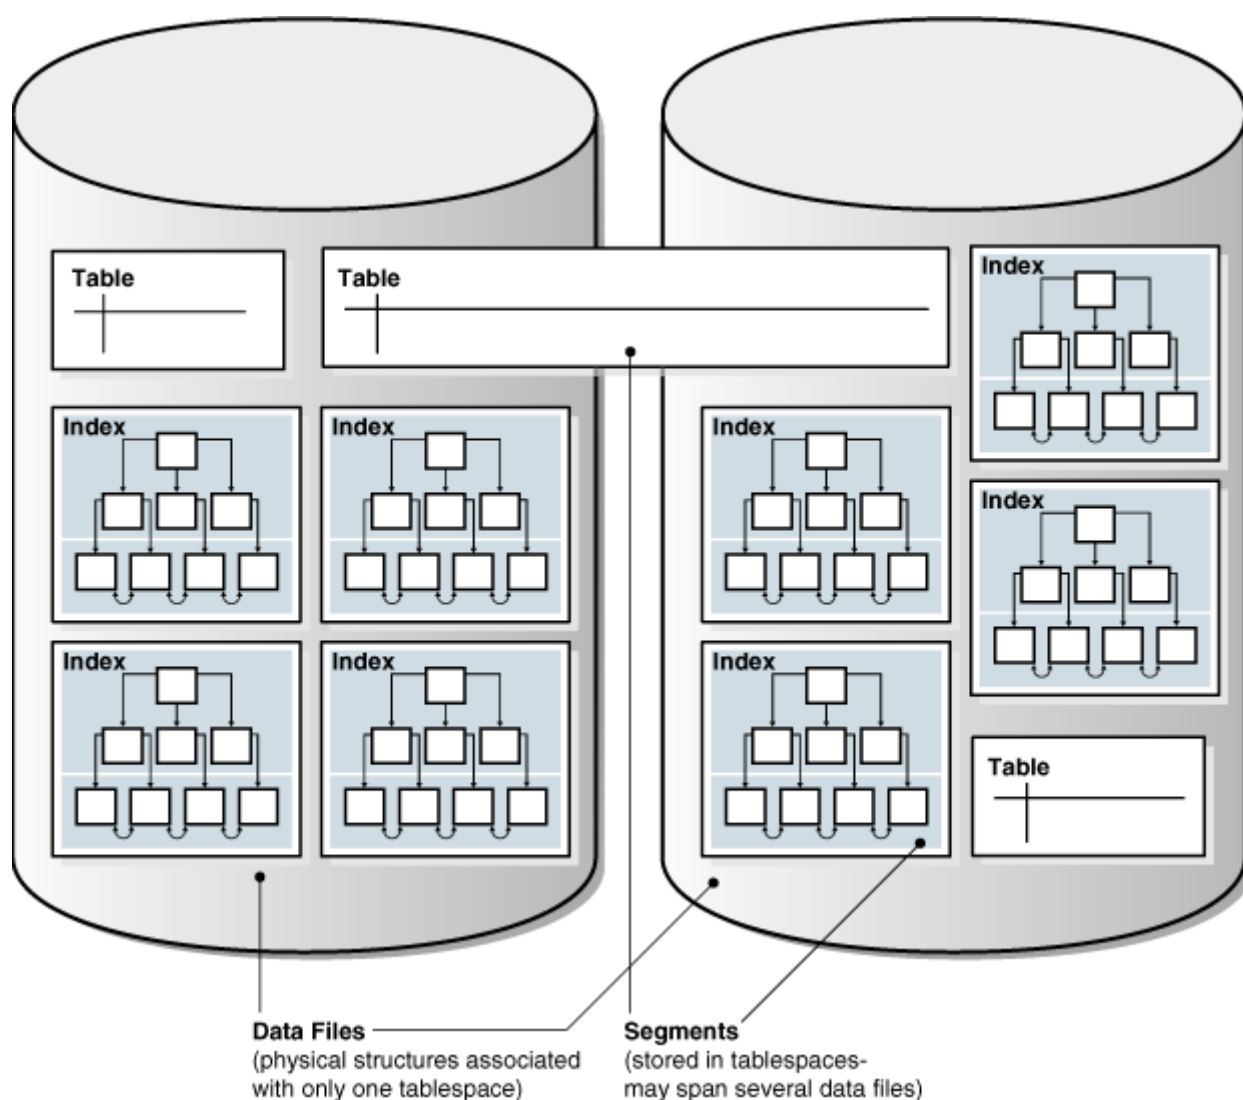 Table
Table
Index
Index
Index
Index
Index
Index
Index
Index
Table
Data Files
(physical structures associated
with only one tablespace)
Segments
(stored in tablespaces-
may span several data files)